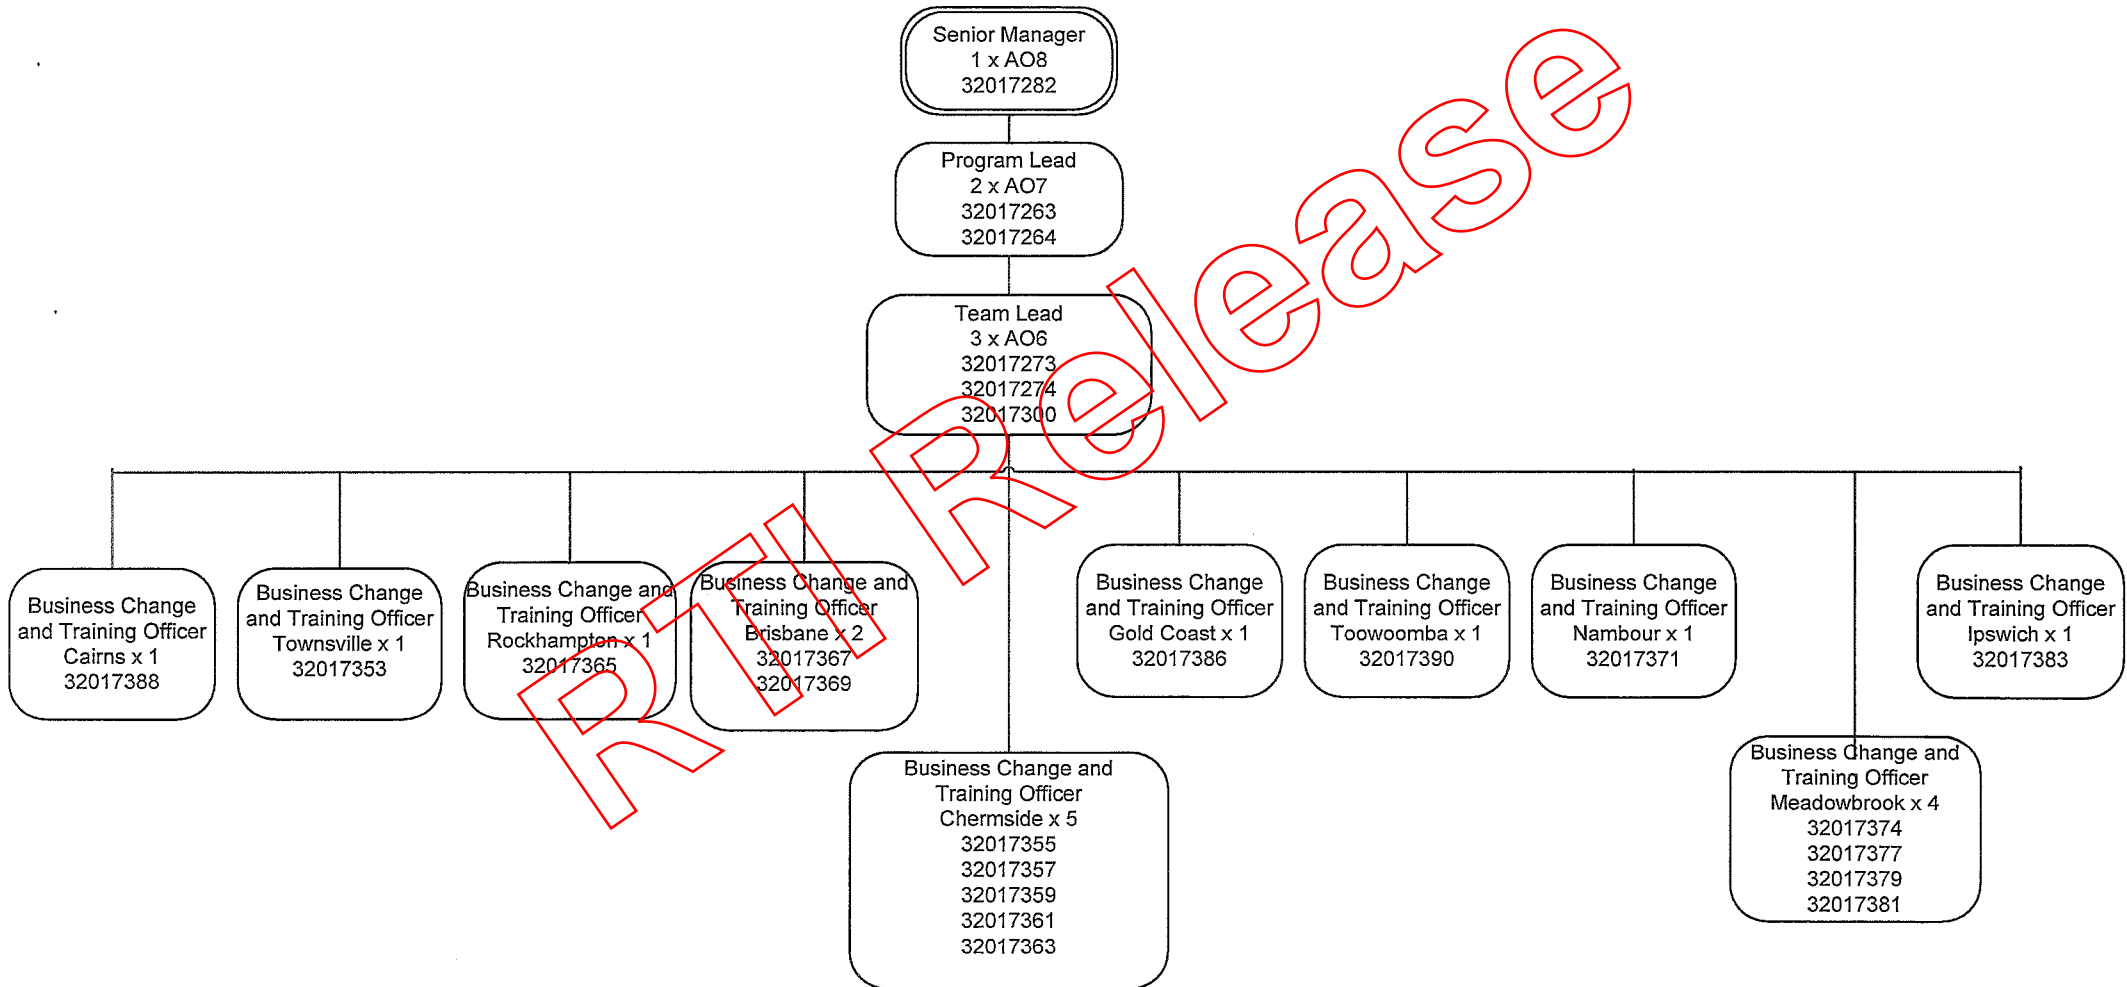 Senior Manager
1 x AO8
32017282
Program Lead
2 x AO7
32017263
32017264
Team Lead
3 x AO6
32017273
32017274
32017300
Business Change
and Training Officer
Cairns x 1
32017388
Business Change
and Training Officer
Townsville x 1
32017353
Business Change and
Training Officer
Rockhampton x 1
32017365
Business Change and
Training Officer
Brisbane x 2
32017367
32017369
Business Change and
Training Officer
Chermside x 5
32017355
32017357
32017359
32017361
32017363
Business Change
and Training Officer
Gold Coast x 1
32017386
Business Change
and Training Officer
Toowoomba x 1
32017390
Business Change
and Training Officer
Nambour x 1
32017371
Business Change and
Training Officer
Meadowbrook x 4
32017374
32017377
32017379
32017381
Business Change
and Training Officer
Ipswich x 1
32017383
RTI Release